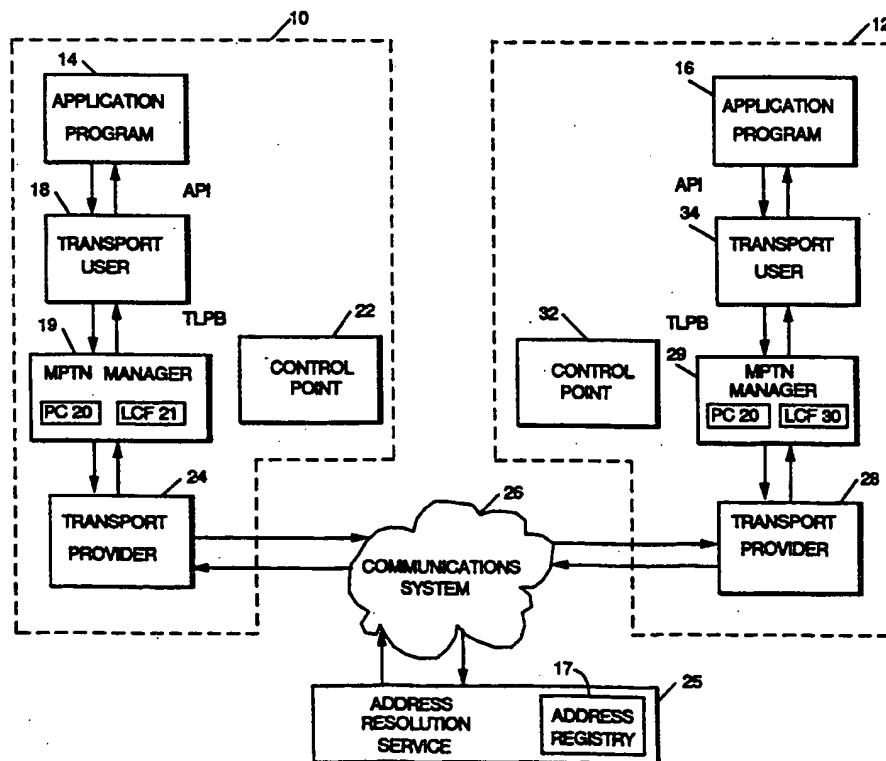 10
14
APPLICATION
PROGRAM
API
18
TRANSPORT
USER
TLPB
19
MPTN MANAGER
PC 20
LCF 21
22
CONTROL
POINT
24
TRANSPORT
PROVIDER
12
16
APPLICATION
PROGRAM
API
34
TRANSPORT
USER
TLPB
32
CONTROL
POINT
29
MPTN
MANAGER
PC 20
LCF 30
28
TRANSPORT
PROVIDER
26
COMMUNICATIONS
SYSTEM
17
25
ADDRESS
RESOLUTION
SERVICE
ADDRESS
REGISTRY